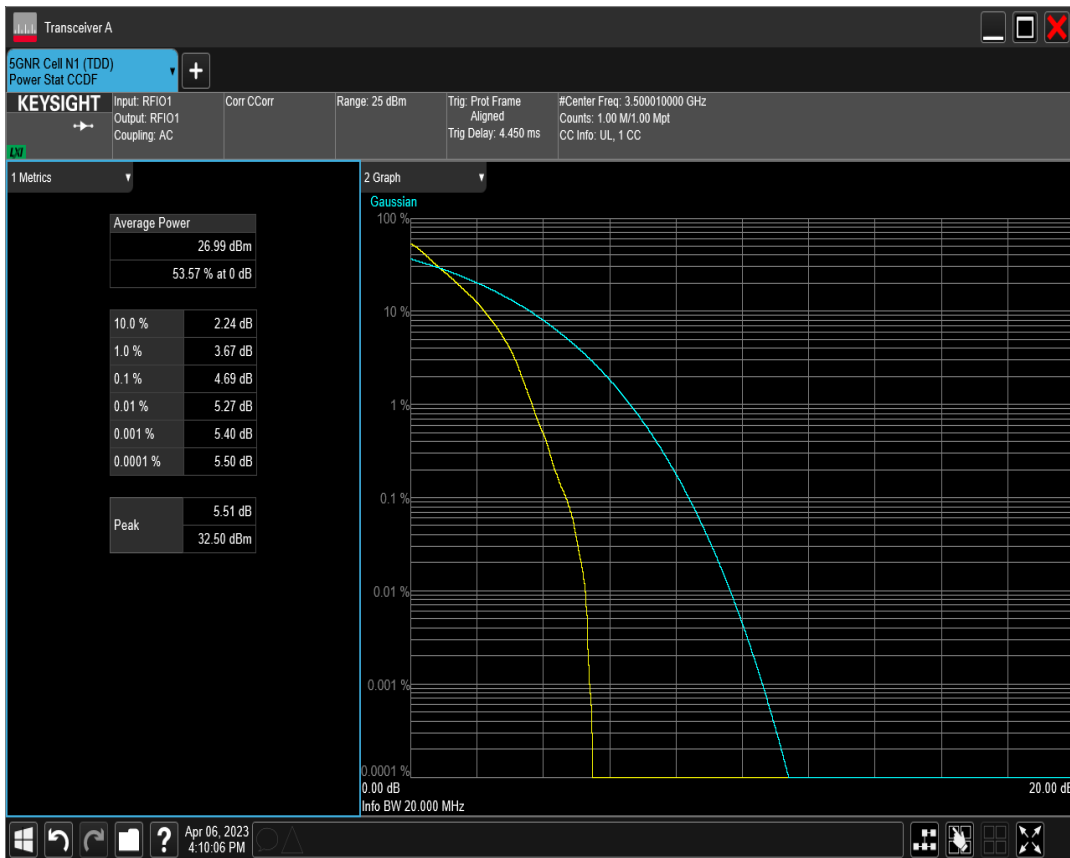 Transceiver A
5GNR Cell N1 (TDD)
Power Stat CCDF
+
KEYSIGHT
LXI
Input: RFIO1
Output: RFIO1
Coupling: AC
Corr CCorr
Range: 25 dBm
Trig: Prot Frame
Aligned
Trig Delay: 4.450 ms
#Center Freq: 3.500010000 GHz
Counts: 1.00 M/1.00 Mpt
CC Info: UL, 1 CC
1 Metrics
Average Power
26.99 dBm
53.57 % at 0 dB
10.0 % 2.24 dB
1.0 % 3.67 dB
0.1 % 4.69 dB
0.01 % 5.27 dB
0.001 % 5.40 dB
0.0001 % 5.50 dB
Peak
5.51 dB
32.50 dBm
2 Graph
Gaussian
100 %
10 %
1 %
0.1 %
0.01 %
0.001 %
0.0001 %
0.00 dB
20.00 dB
Info BW 20.000 MHz
?
Apr 06, 2023
4:10:06 PM